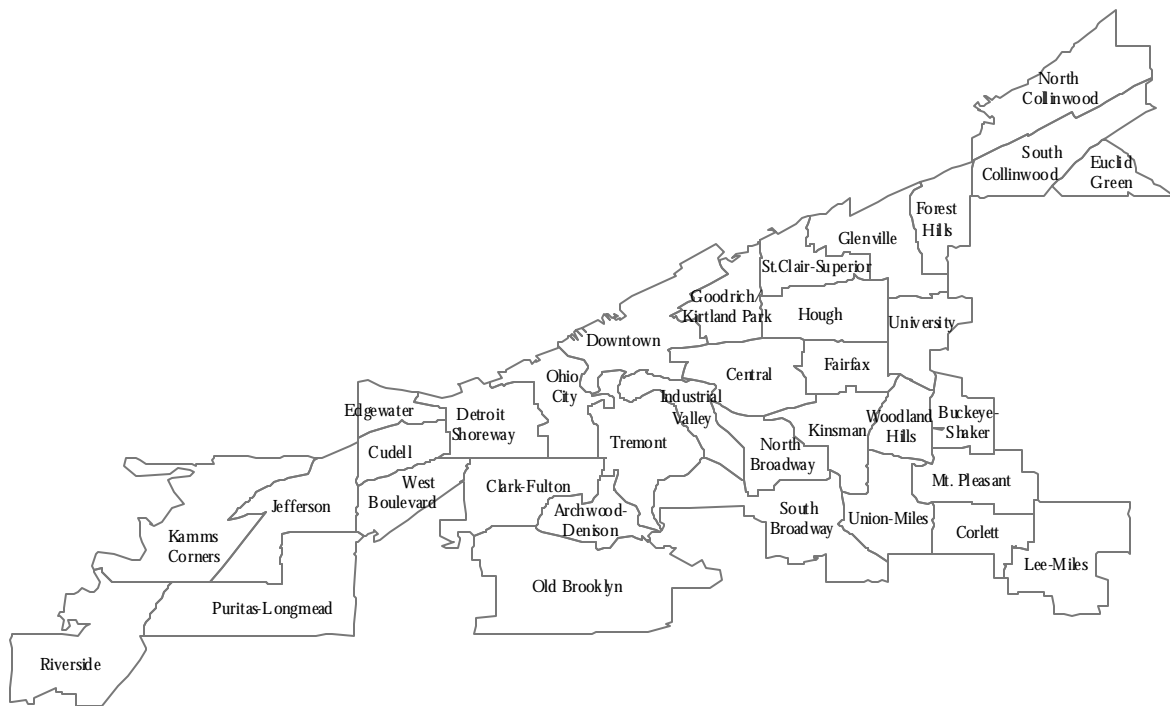 North
Collinwood
South
Collinwood
Euclid
Green
Forest
Hills
Glenville
St.Clair-Superior
Goodrich/
Kirtland Park
Hough
University
Downtown
Central
Fairfax
Ohio
City
Industrial
Valley
Edgewater
Detroit
Shoreway
Tremont
Kinsman
Woodland
Hills
Buckeye-
Shaker
Cudell
North
Broadway
West
Boulevard
Clark-Fulton
Mt. Pleasant
Jefferson
Archwood-
Denison
South
Broadway
Union-Miles
Corlett
Kamms
Corners
Lee-Miles
Old Brooklyn
Puritas-Longmead
Riverside